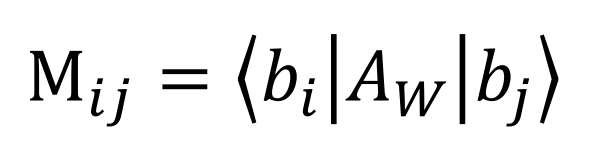 M_{ij} = ⟨b_i|A_W|b_j⟩